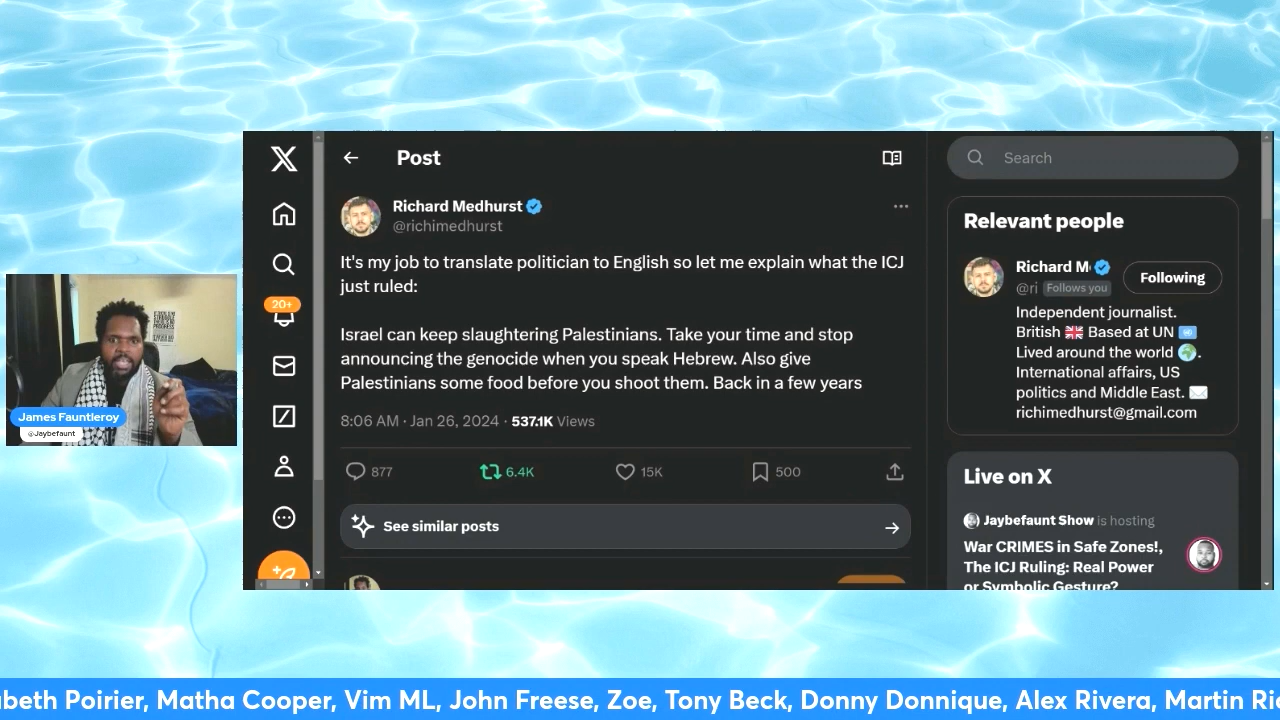 Post
Search
Richard Medhurst
@richimedhurst
It's my job to translate politician to English so let me explain what the ICJ
just ruled:
Israel can keep slaughtering Palestinians. Take your time and stop
announcing the genocide when you speak Hebrew. Also give
Palestinians some food before you shoot them. Back in a few years
8:06 AM · Jan 26, 2024 · 537.1K Views
877
6.4K
15K
500
See similar posts
20+
Relevant people
Richard M
Following
@ri Follows you
Independent journalist.
British 🇬🇧 Based at UN 🇺🇳
Lived around the world 🌍.
International affairs, US
politics and Middle East. ✉️
richimedhurst@gmail.com
Live on X
Jaybefaunt Show is hosting
War CRIMES in Safe Zones!,
The ICJ Ruling: Real Power
or Symbolic Gesture?
James Fauntleroy
@Jaybefaunt
beth Poirier, Matha Cooper, Vim ML, John Freese, Zoe, Tony Beck, Donny Donnique, Alex Rivera, Martin Ri